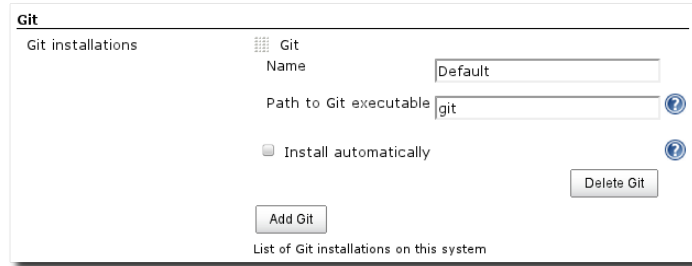 Git
Git installations
Git
Name
Default
Path to Git executable
git
?
Install automatically
?
Delete Git
Add Git
List of Git installations on this system